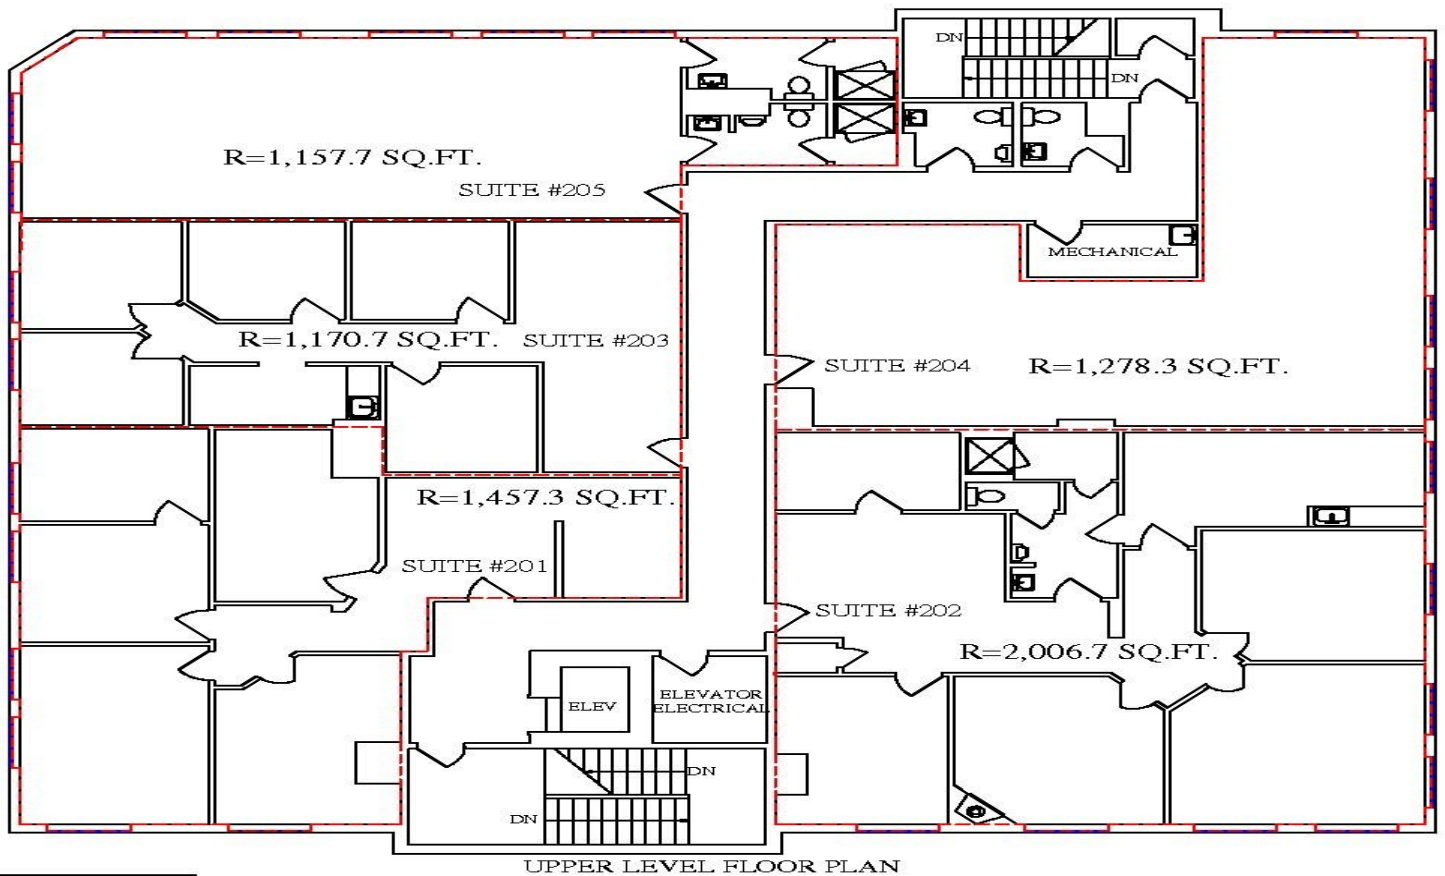 DN
DN
R=1,157.7 SQ.FT.
SUITE #205
MECHANICAL
R=1,170.7 SQ.FT.
SUITE #203
SUITE #204
R=1,278.3 SQ.FT.
R=1,457.3 SQ.FT.
SUITE #201
SUITE #202
R=2,006.7 SQ.FT.
ELEV
ELEVATOR
ELECTRICAL
DN
DN
UPPER LEVEL FLOOR PLAN